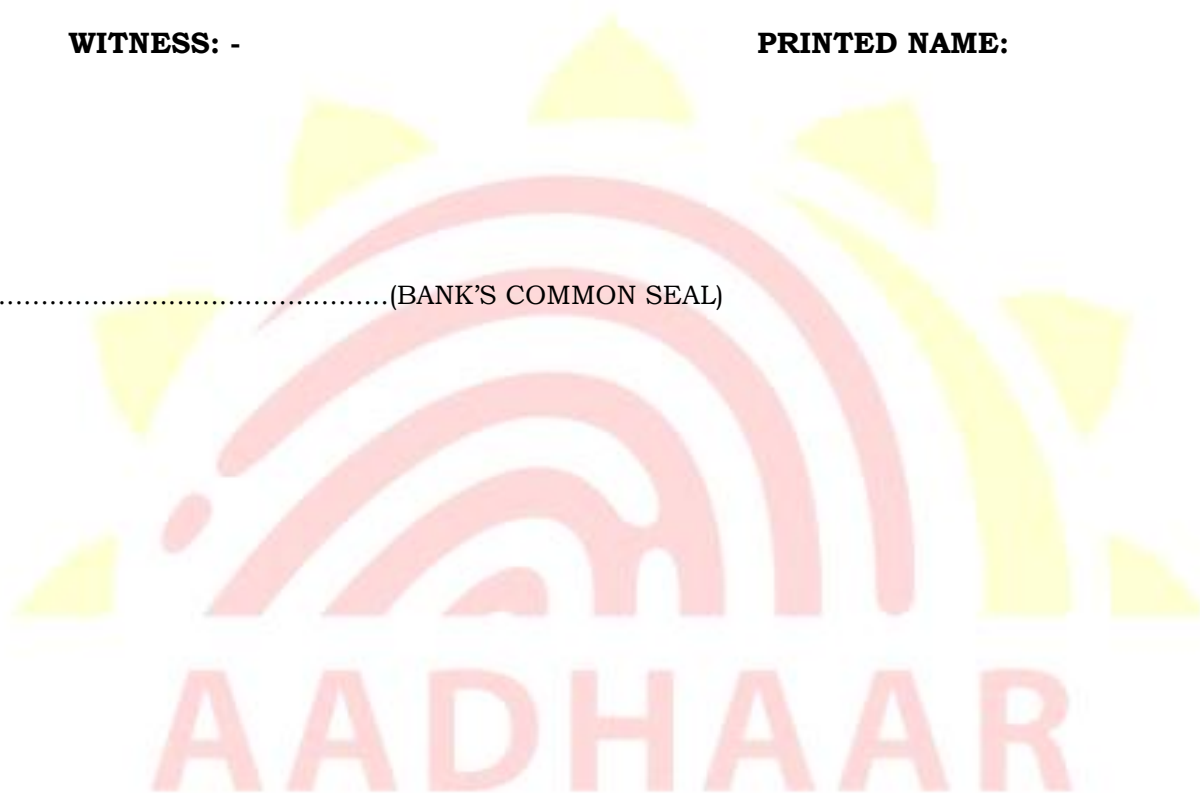 WITNESS: - PRINTED NAME:
................................................(BANK’S COMMON SEAL)
AADHAAR